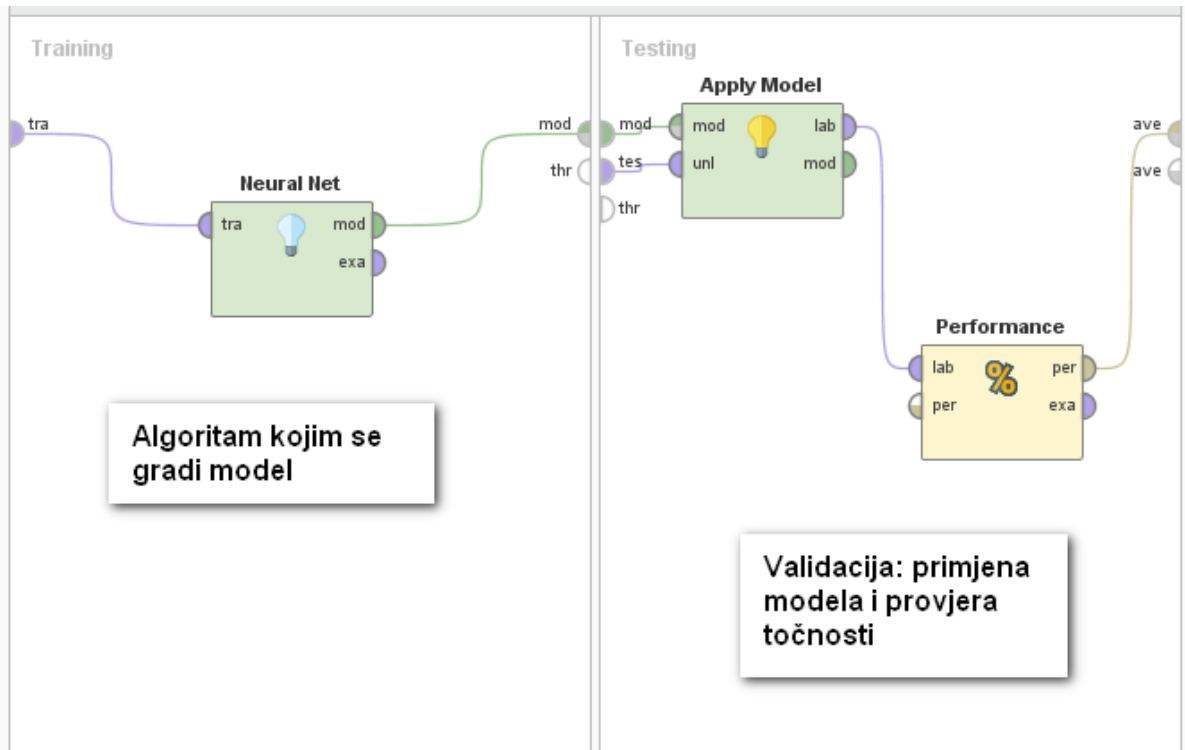 Training
tra
mod
thr
Neural Net
tra
mod
exa
Algoritam kojim se
gradi model
Testing
mod
tes
thr
Apply Model
mod
lab
unl
mod
ave
ave
Performance
lab
per
per
exa
%
Validacija: primjena
modela i provjera
točnosti